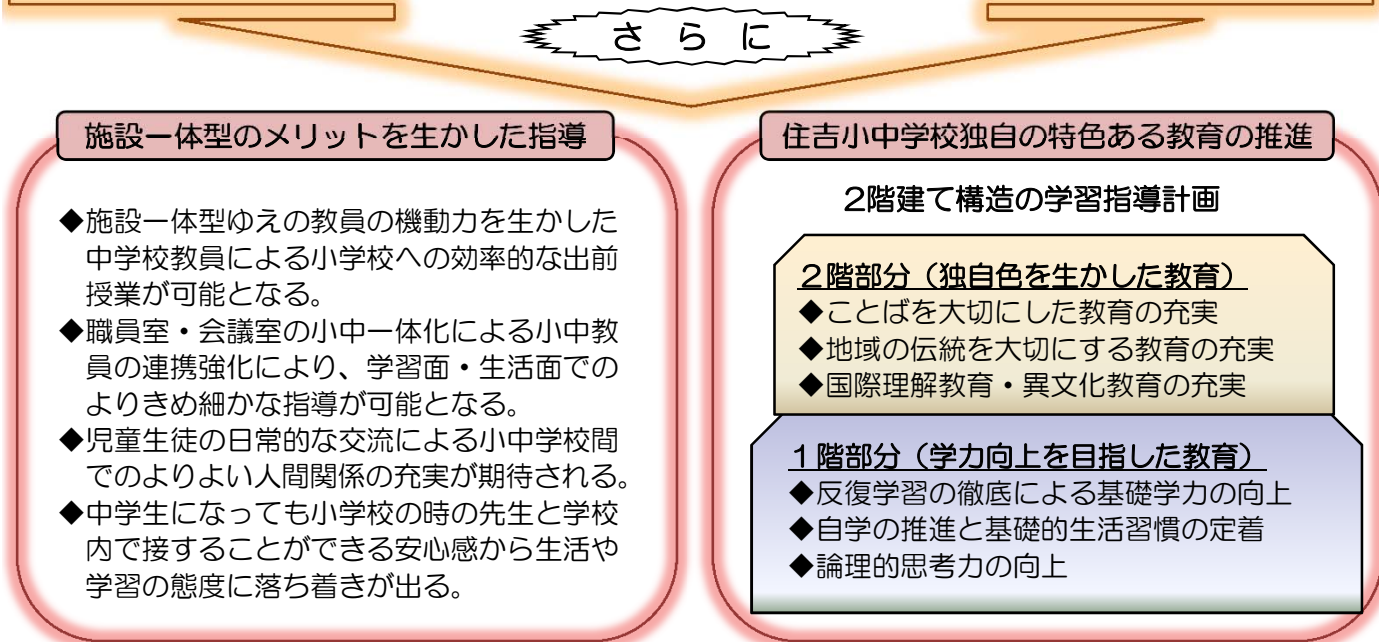 さらに
施設一体型のメリットを生かした指導
◆施設一体型ゆえの教員の機動力を生かした
中学校教員による小学校への効率的な出前
授業が可能となる。
◆職員室・会議室の小中一体化による小中教
員の連携強化により、学習面・生活面での
よりきめ細かな指導が可能となる。
◆児童生徒の日常的な交流による小中学校間
でのよりよい人間関係の充実が期待される。
◆中学生になっても小学校の時の先生と学校
内で接することができる安心感から生活や
学習の態度に落ち着きが出る。
住吉小中学校独自の特色ある教育の推進
2階建て構造の学習指導計画
2階部分（独自色を生かした教育）
◆ことばを大切にした教育の充実
◆地域の伝統を大切にする教育の充実
◆国際理解教育・異文化教育の充実
1階部分（学力向上を目指した教育）
◆反復学習の徹底による基礎学力の向上
◆自学の推進と基礎的生活習慣の定着
◆論理的思考力の向上